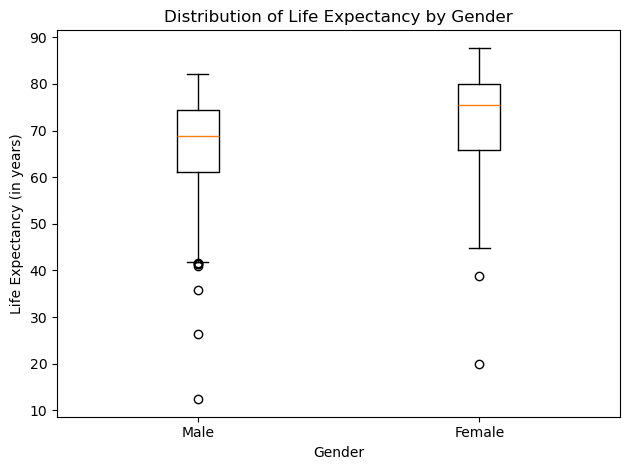 Distribution of Life Expectancy by Gender
90
80
70
60
50
40
30
20
10
Life Expectancy (in years)
Male
Female
Gender